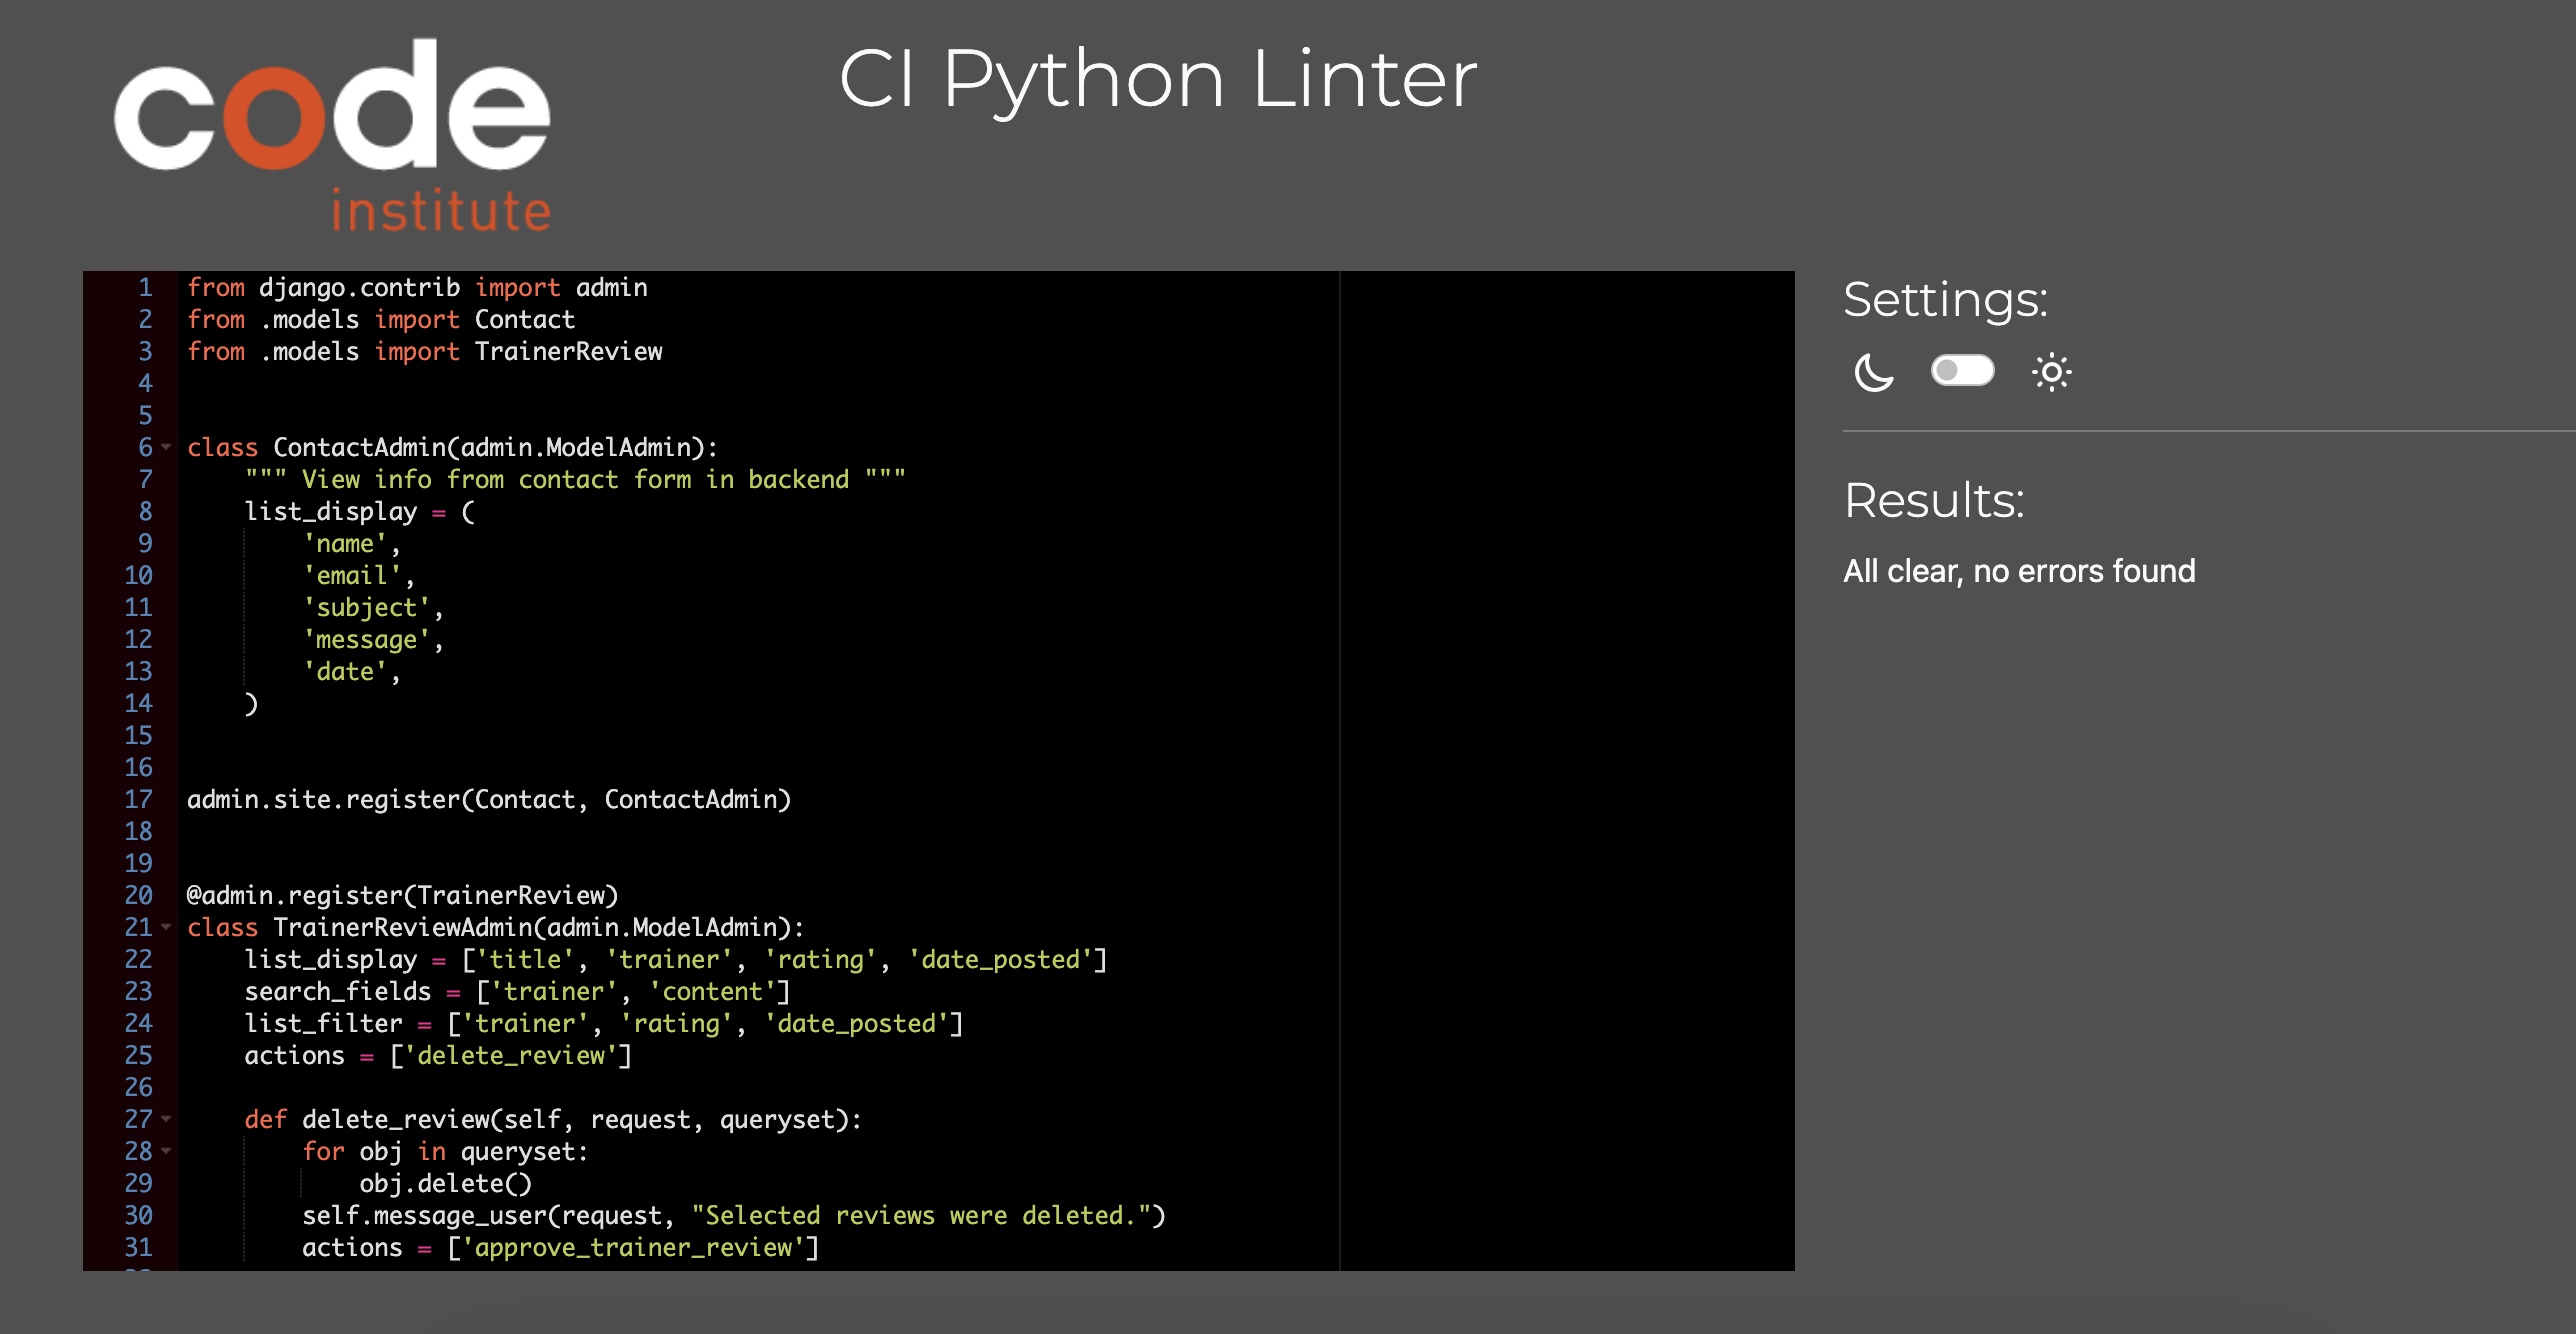 code
institute
CI Python Linter
1 from django.contrib import admin
2 from .models import Contact
3 from .models import TrainerReview
4
5
6 class ContactAdmin(admin.ModelAdmin):
7     """ View info from contact form in backend """
8     list_display = (
9         'name',
10         'email',
11         'subject',
12         'message',
13         'date',
14     )
15
16
17 admin.site.register(Contact, ContactAdmin)
18
19
20 @admin.register(TrainerReview)
21 class TrainerReviewAdmin(admin.ModelAdmin):
22     list_display = ['title', 'trainer', 'rating', 'date_posted']
23     search_fields = ['trainer', 'content']
24     list_filter = ['trainer', 'rating', 'date_posted']
25     actions = ['delete_review']
26
27     def delete_review(self, request, queryset):
28         for obj in queryset:
29             obj.delete()
30         self.message_user(request, "Selected reviews were deleted.")
31         actions = ['approve_trainer_review']
Settings:
Results:
All clear, no errors found